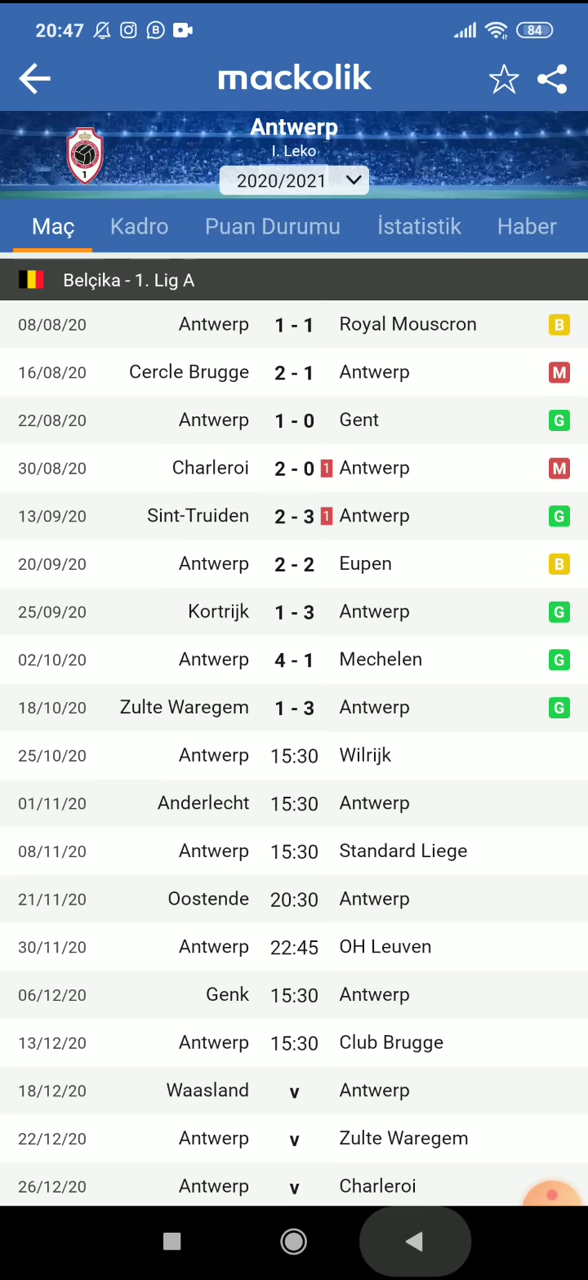 20:47 B 84
mackolik
Antwerp
I. Leko
1
2020/2021
Maç Kadro Puan Durumu İstatistik Haber
Belçika - 1. Lig A
08/08/20 Antwerp 1 - 1 Royal Mouscron B
16/08/20 Cercle Brugge 2 - 1 Antwerp M
22/08/20 Antwerp 1 - 0 Gent G
30/08/20 Charleroi 2 - 0 1 Antwerp M
13/09/20 Sint-Truiden 2 - 3 1 Antwerp G
20/09/20 Antwerp 2 - 2 Eupen B
25/09/20 Kortrijk 1 - 3 Antwerp G
02/10/20 Antwerp 4 - 1 Mechelen G
18/10/20 Zulte Waregem 1 - 3 Antwerp G
25/10/20 Antwerp 15:30 Wilrijk
01/11/20 Anderlecht 15:30 Antwerp
08/11/20 Antwerp 15:30 Standard Liege
21/11/20 Oostende 20:30 Antwerp
30/11/20 Antwerp 22:45 OH Leuven
06/12/20 Genk 15:30 Antwerp
13/12/20 Antwerp 15:30 Club Brugge
18/12/20 Waasland v Antwerp
22/12/20 Antwerp v Zulte Waregem
26/12/20 Antwerp v Charleroi